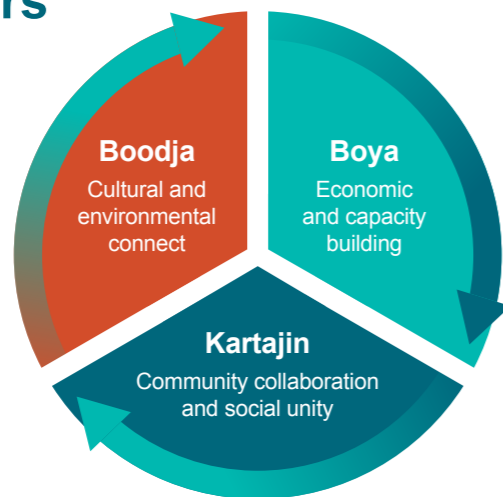 rs
Boodja
Cultural and
environmental
connect
Boya
Economic
and capacity
building
Kartajin
Community collaboration
and social unity